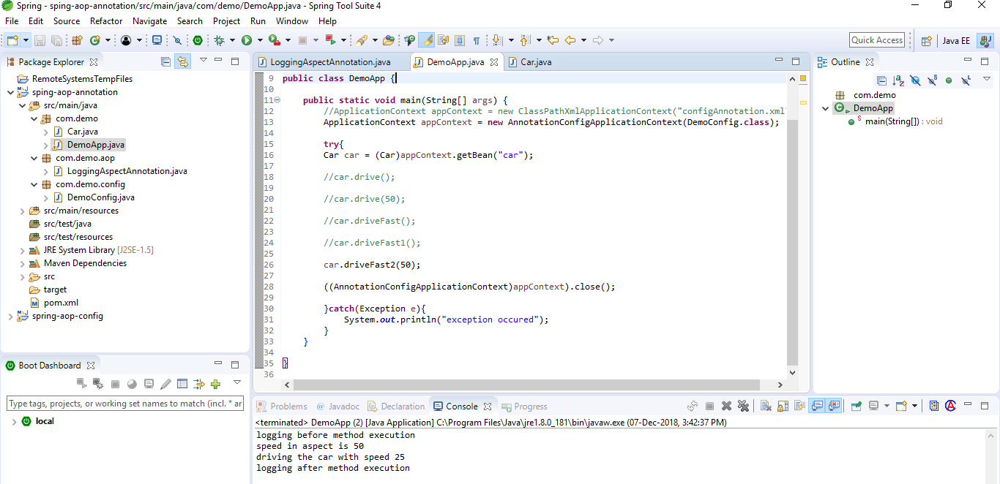 Spring - sping-aop-annotation/src/main/java/com/demo/DemoApp.java - Spring Tool Suite 4
File Edit Source Refactor Navigate Search Project Run Window Help
Quick Access
Java EE
Package Explorer
RemoteSystemsTempFiles
sping-aop-annotation
src/main/java
com.demo
Car.java
DemoApp.java
com.demo.aop
LoggingAspectAnnotation.java
com.demo.config
DemoConfig.java
src/main/resources
src/test/java
src/test/resources
JRE System Library [J2SE-1.5]
Maven Dependencies
src
target
pom.xml
spring-aop-config
Boot Dashboard
Type tags, projects, or working set names to match (incl. * ar
local
LoggingAspectAnnotation.java DemoApp.java Car.java
9 public class DemoApp {
10
11 public static void main(String[] args) {
12 //ApplicationContext appContext = new ClassPathXmlApplicationContext("configAnnotation.xml"
13 ApplicationContext appContext = new AnnotationConfigApplicationContext(DemoConfig.class);
14
15 try{
16 Car car = (Car)appContext.getBean("car");
17
18 //car.drive();
19
20 //car.drive(50);
21
22 //car.driveFast();
23
24 //car.driveFast1();
25
26 car.driveFast2(50);
27
28 ((AnnotationConfigApplicationContext)appContext).close();
29
30 }catch(Exception e){
31 System.out.println("exception occured");
32 }
33 }
34
35 }
36
Outline
com.demo
DemoApp
main(String[]) : void
Problems Javadoc Declaration Console Progress
<terminated> DemoApp (2) [Java Application] C:\Program Files\Java\jre1.8.0_181\bin\javaw.exe (07-Dec-2018, 3:42:37 PM)
logging before method execution
speed in aspect is 50
driving the car with speed 25
logging after method execution